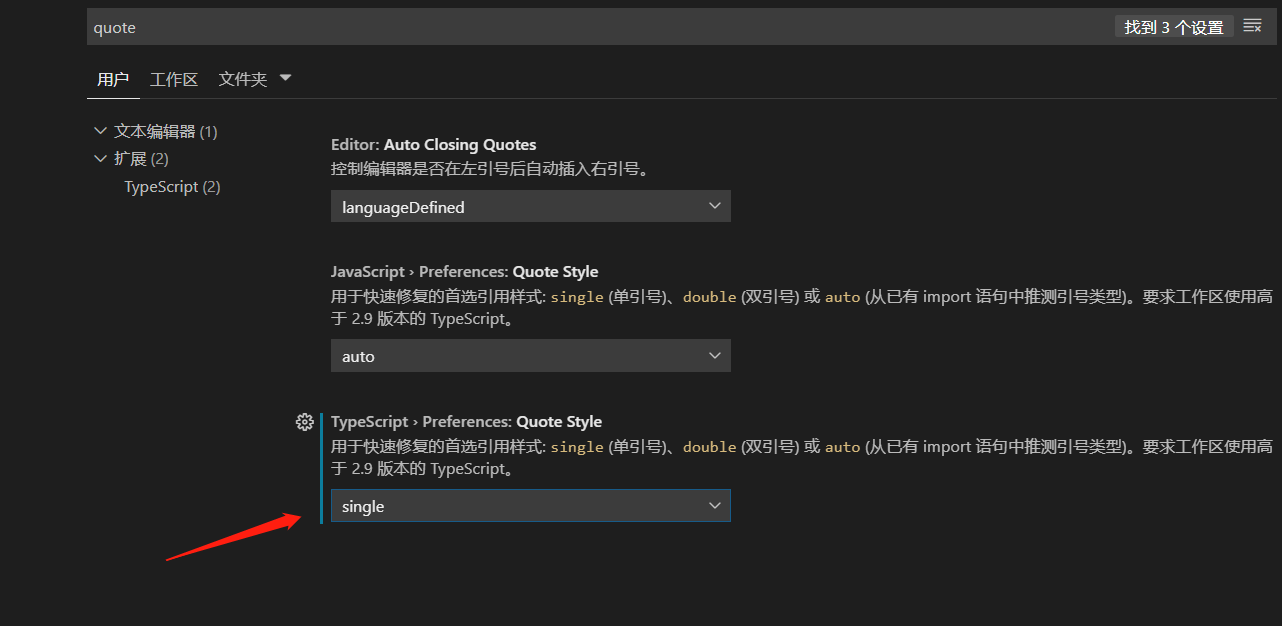 quote
找到 3 个设置
用户 工作区 文件夹
文本编辑器 (1)
扩展 (2)
TypeScript (2)
Editor: Auto Closing Quotes
控制编辑器是否在左引号后自动插入右引号。
languageDefined
JavaScript › Preferences: Quote Style
用于快速修复的首选引用样式: single (单引号)、double (双引号) 或 auto (从已有 import 语句中推测引号类型)。要求工作区使用高
于 2.9 版本的 TypeScript。
auto
TypeScript › Preferences: Quote Style
用于快速修复的首选引用样式: single (单引号)、double (双引号) 或 auto (从已有 import 语句中推测引号类型)。要求工作区使用高
于 2.9 版本的 TypeScript。
single